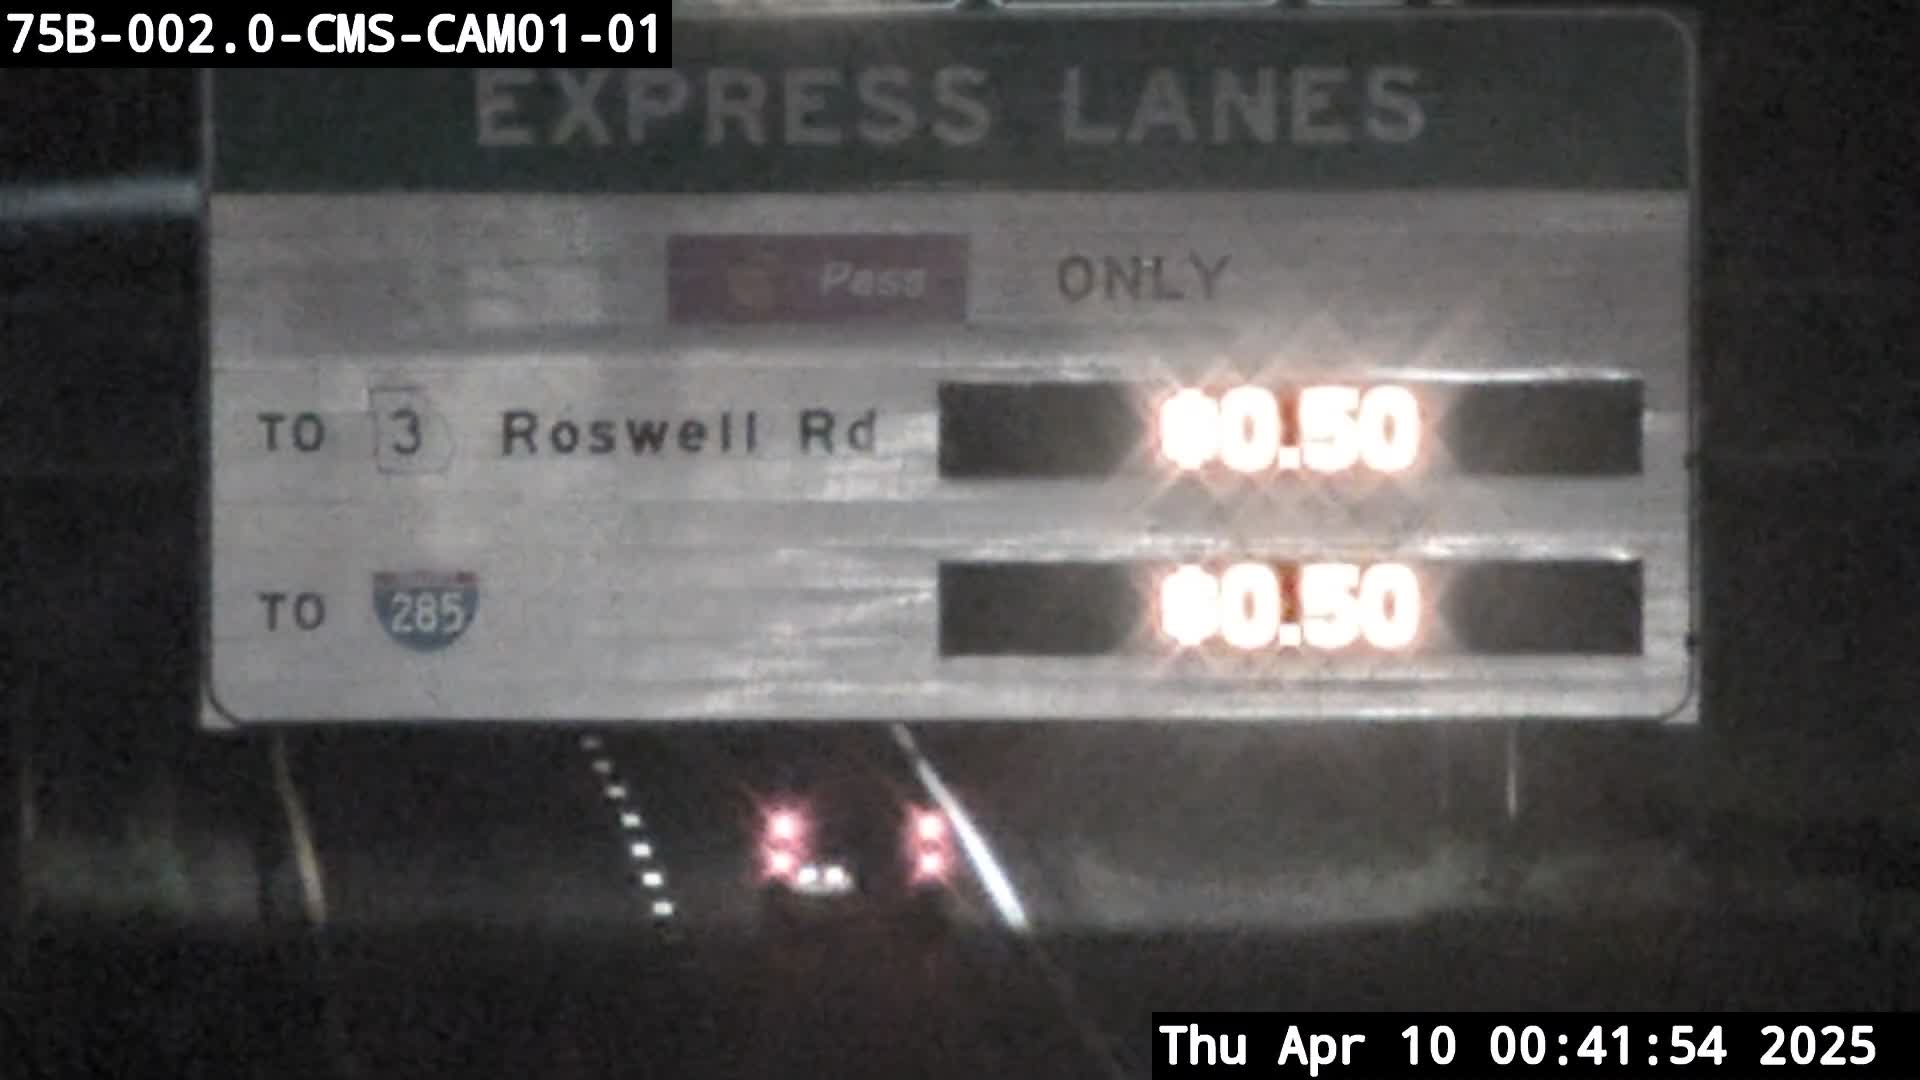 75B-002.0-CMS-CAM01-01
EXPRESS LANES
Pass ONLY
TO 3 Roswell Rd $0.50
TO 285 $0.50
Thu Apr 10 00:41:54 2025